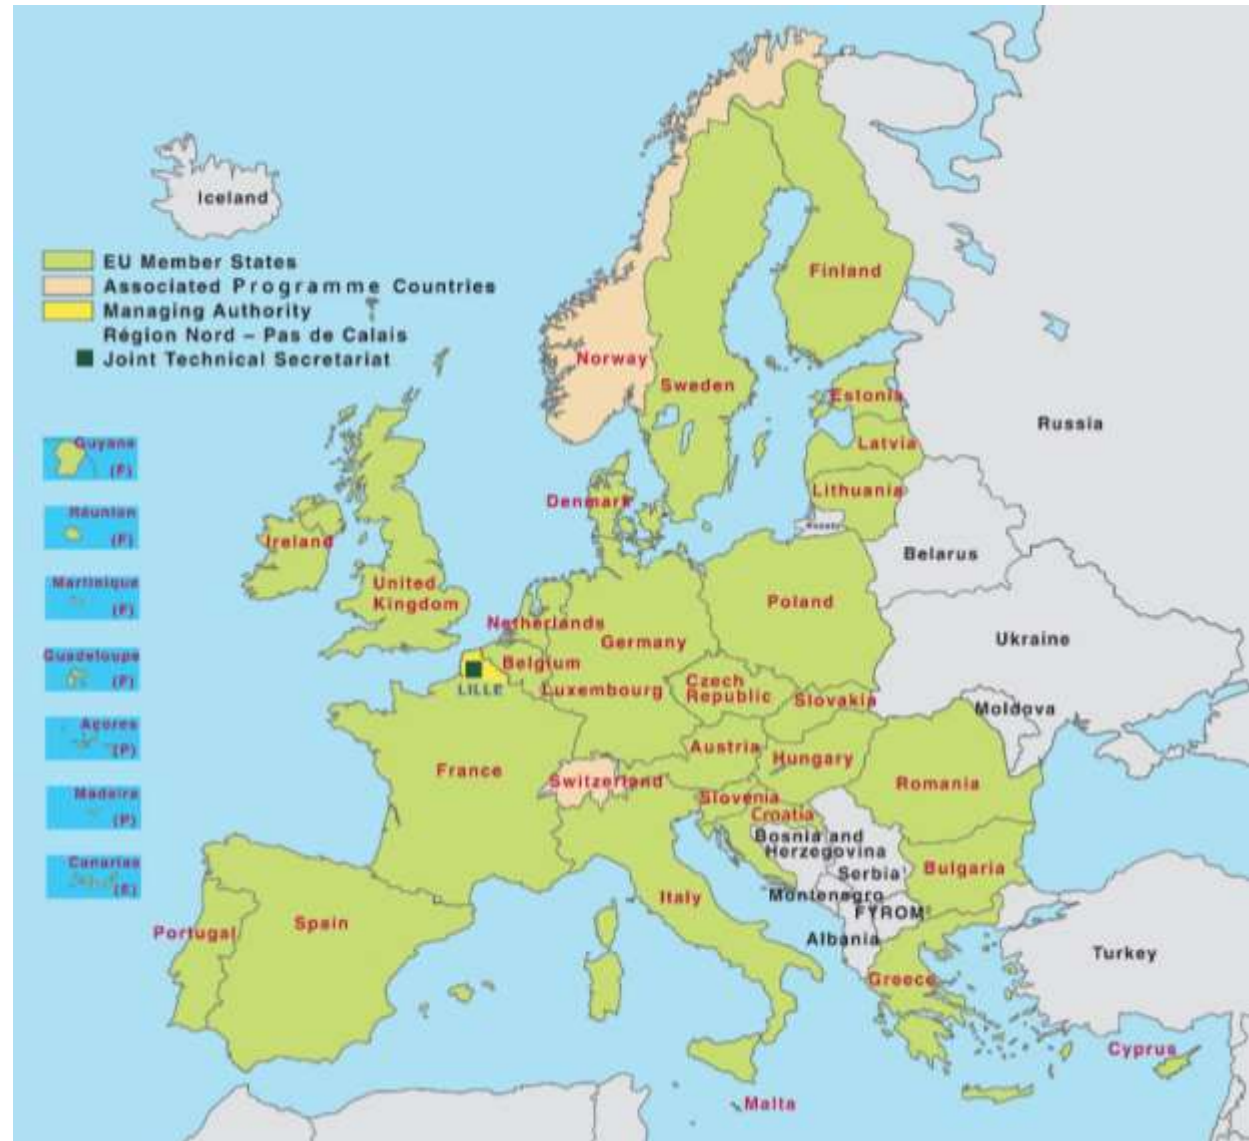 Iceland
EU Member States
Associated Programme Countries
Managing Authority
Région Nord – Pas de Calais
Joint Technical Secretariat
Finland
Norway
Sweden
Estonia
Russia
Guyane
(F)
Latvia
Lithuania
Denmark
Réunion
(F)
Ireland
Belarus
Martinique
(F)
United
Kingdom
Poland
Netherlands
Germany
Ukraine
Guadeloupe
(F)
Belgium
LILLE
Luxembourg
Czech
Republic
Slovakia
Moldova
Açores
(P)
Austria
Hungary
France
Switzerland
Romania
Madeira
(P)
Slovenia
Croatia
Bosnia and
Herzegovina
Canarias
(E)
Serbia
Bulgaria
Montenegro
Italy
FYROM
Spain
Portugal
Albania
Turkey
Greece
Cyprus
Malta